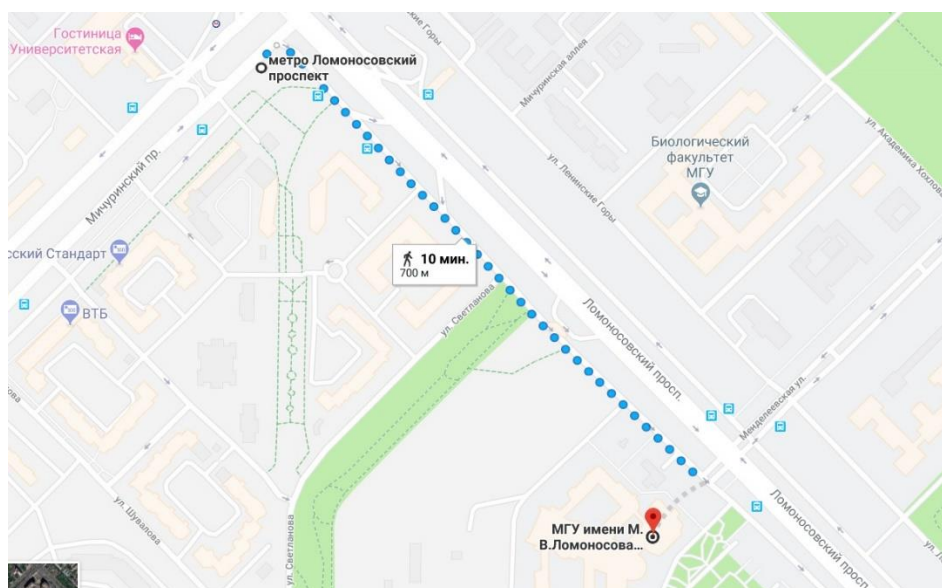 Гостиница
Университетская
метро Ломоносовский
проспект
Мичуринская аллея
ул. Академика Хохлова
Биологический
факультет
МГУ
ул. Ленинские Горы
Мичуринский пр.
сский Стандарт
ВТБ
10 мин.
700 м
ул. Светланова
Ломоносовский просп.
Менделеевская ул.
МГУ имени М.
В.Ломоносова...
Ломоносовский просп.
ул. Шувалова
ул. Светланова